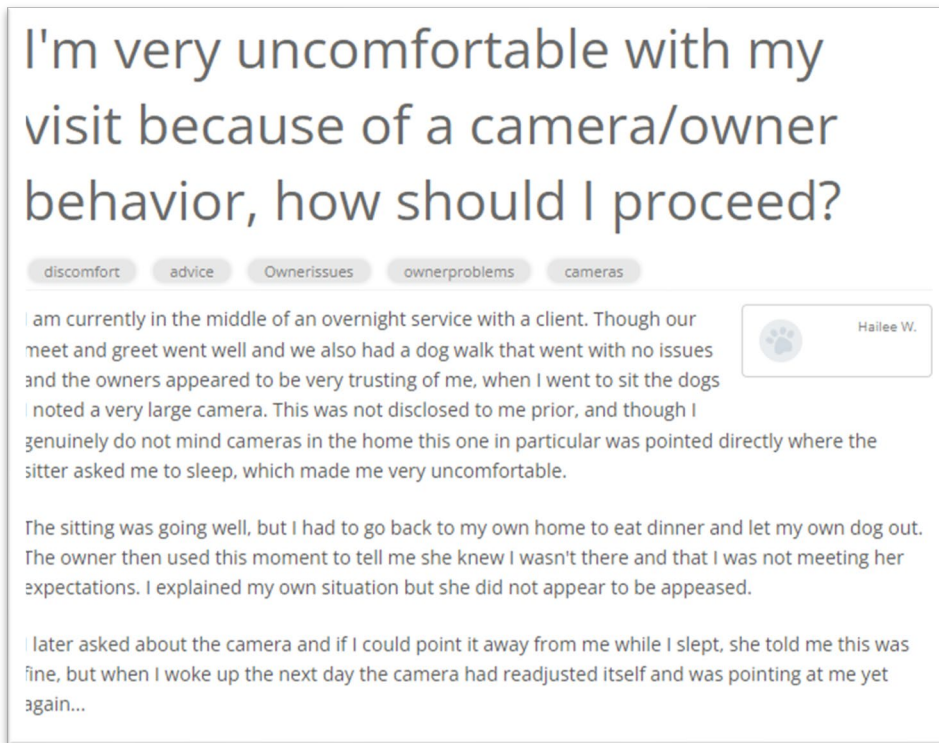 I'm very uncomfortable with my
visit because of a camera/owner
behavior, how should I proceed?
discomfort advice Ownerissues ownerproblems cameras
I am currently in the middle of an overnight service with a client. Though our
Hailee W.
meet and greet went well and we also had a dog walk that went with no issues
and the owners appeared to be very trusting of me, when I went to sit the dogs
I noted a very large camera. This was not disclosed to me prior, and though I
genuinely do not mind cameras in the home this one in particular was pointed directly where the
sitter asked me to sleep, which made me very uncomfortable.
The sitting was going well, but I had to go back to my own home to eat dinner and let my own dog out.
The owner then used this moment to tell me she knew I wasn't there and that I was not meeting her
expectations. I explained my own situation but she did not appear to be appeased.
I later asked about the camera and if I could point it away from me while I slept, she told me this was
fine, but when I woke up the next day the camera had readjusted itself and was pointing at me yet
again...